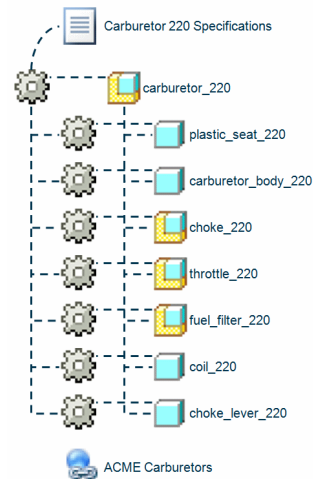 Carburetor 220 Specifications
carburetor_220
plastic_seat_220
carburetor_body_220
choke_220
throttle_220
fuel_filter_220
coil_220
choke_lever_220
ACME Carburetors